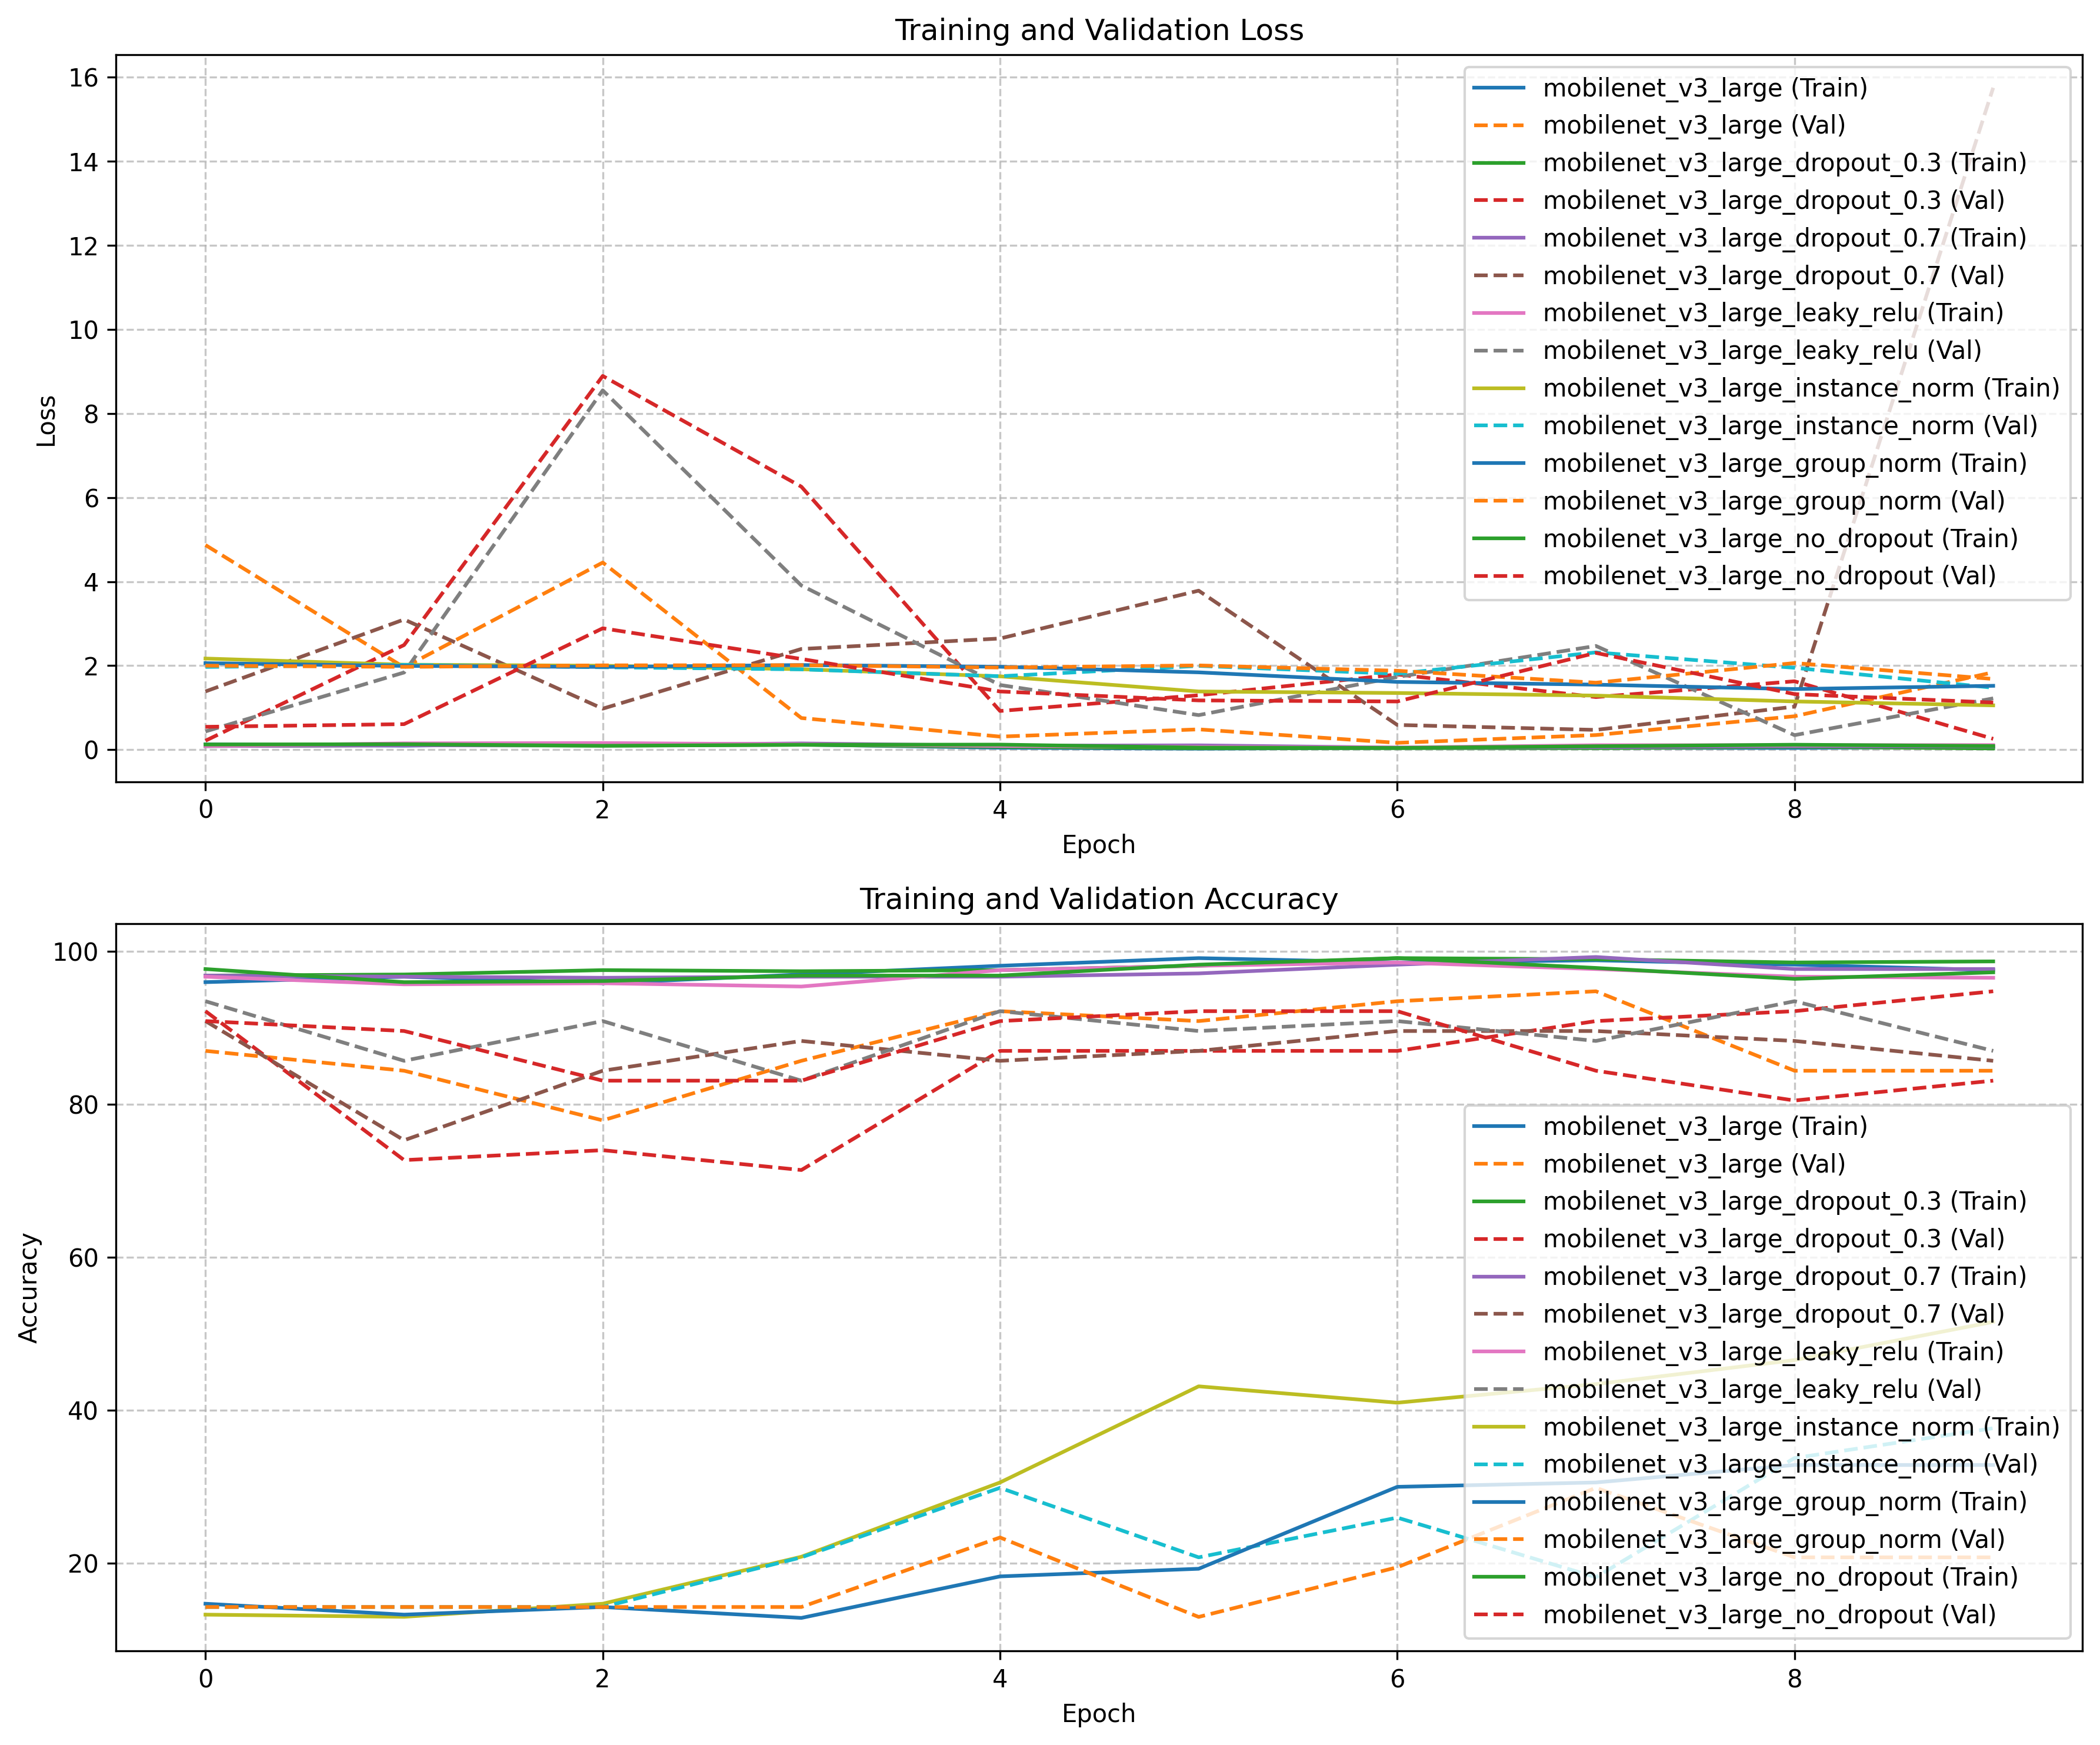 Training and Validation Loss
16
14
12
10
8
6
4
2
0
Loss
mobilenet_v3_large (Train)
mobilenet_v3_large (Val)
mobilenet_v3_large_dropout_0.3 (Train)
mobilenet_v3_large_dropout_0.3 (Val)
mobilenet_v3_large_dropout_0.7 (Train)
mobilenet_v3_large_dropout_0.7 (Val)
mobilenet_v3_large_leaky_relu (Train)
mobilenet_v3_large_leaky_relu (Val)
mobilenet_v3_large_instance_norm (Train)
mobilenet_v3_large_instance_norm (Val)
mobilenet_v3_large_group_norm (Train)
mobilenet_v3_large_group_norm (Val)
mobilenet_v3_large_no_dropout (Train)
mobilenet_v3_large_no_dropout (Val)
0 2 4 6 8
Epoch
Training and Validation Accuracy
100
80
60
40
20
Accuracy
mobilenet_v3_large (Train)
mobilenet_v3_large (Val)
mobilenet_v3_large_dropout_0.3 (Train)
mobilenet_v3_large_dropout_0.3 (Val)
mobilenet_v3_large_dropout_0.7 (Train)
mobilenet_v3_large_dropout_0.7 (Val)
mobilenet_v3_large_leaky_relu (Train)
mobilenet_v3_large_leaky_relu (Val)
mobilenet_v3_large_instance_norm (Train)
mobilenet_v3_large_instance_norm (Val)
mobilenet_v3_large_group_norm (Train)
mobilenet_v3_large_group_norm (Val)
mobilenet_v3_large_no_dropout (Train)
mobilenet_v3_large_no_dropout (Val)
0 2 4 6 8
Epoch